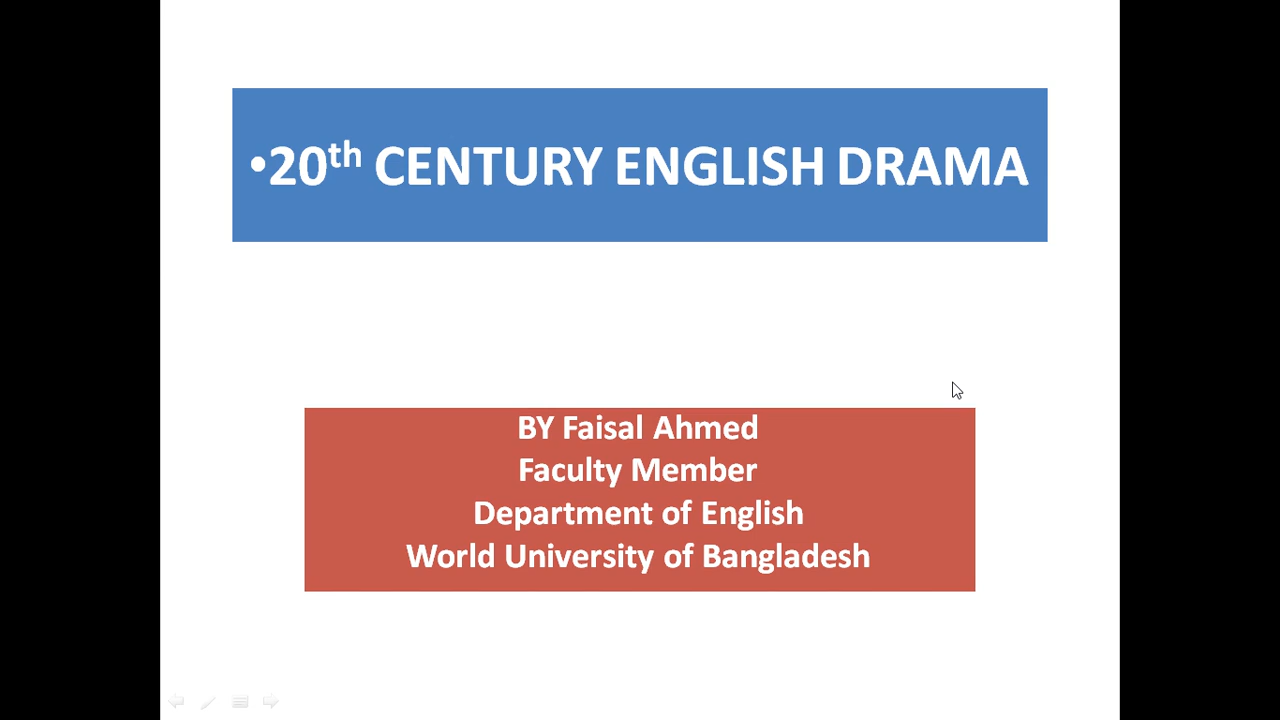 •20th CENTURY ENGLISH DRAMA
BY Faisal Ahmed
Faculty Member
Department of English
World University of Bangladesh